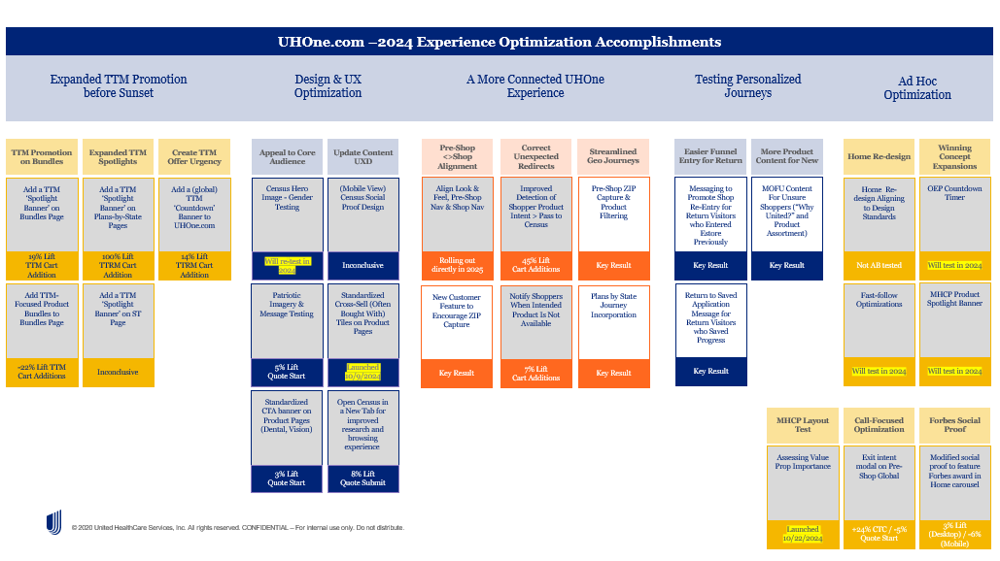 UHOne.com –2024 Experience Optimization Accomplishments
Expanded TTM Promotion
before Sunset
Design & UX
Optimization
A More Connected UHOne
Experience
Testing Personalized
Journeys
Ad Hoc
Optimization
TTM Promotion
on Bundles
Expanded TTM
Spotlights
Create TTM
Offer Urgency
Appeal to Core
Audience
Update Content
UXD
Pre-Shop
<>Shop
Alignment
Correct
Unexpected
Redirects
Streamlined
Geo Journeys
Easier Funnel
Entry for Return
More Product
Content for New
Home Re-design
Winning
Concept
Expansions
Add a TTM
'Spotlight
Banner' on
Bundles Page
19% Lift
TTM Cart
Addition
Add a TTM
'Spotlight
Banner' on
Plans-by-State
Pages
100% Lift
TTRM Cart
Addition
Add a (global)
TTM
'Countdown'
Banner to
UHOne.com
14% Lift
TTRM Cart
Addition
Census Hero
Image - Gender
Testing
Will re-test in
2024
(Mobile View)
Census Social
Proof Design
Inconclusive
Align Look &
Feel, Pre-Shop
Nav & Shop Nav
Rolling out
directly in 2025
Improved
Detection of
Shopper Product
Intent > Pass to
Census
45% Lift
Cart Additions
Pre-Shop ZIP
Capture &
Product
Filtering
Key Result
Messaging to
Promote Shop
Re-Entry for
Return Visitors
who Entered
Estore
Previously
Key Result
MOFU Content
For Unsure
Shoppers ("Why
United?" and
Product
Assortment)
Key Result
Home Re-
design Aligning
to Design
Standards
Not AB tested
OEP Countdown
Timer
Will test in 2024
Add TTM-
Focused Product
Bundles to
Bundles Page
~22% Lift TTM
Cart Additions
Add a TTM
'Spotlight
Banner' on ST
Page
Inconclusive
Patriotic
Imagery &
Message Testing
5% Lift
Quote Start
Standardized
Cross-Sell (Often
Bought With)
Tiles on Product
Pages
Launched
10/9/2024
New Customer
Feature to
Encourage ZIP
Capture
Key Result
Notify Shoppers
When Intended
Product Is Not
Available
7% Lift
Cart Additions
Plans by State
Journey
Incorporation
Key Result
Return to Saved
Application
Message for
Return Visitors
who Saved
Progress
Key Result
Fast-follow
Optimizations
Will test in 2024
MHCP Product
Spotlight Banner
Will test in 2024
Standardized
CTA banner on
Product Pages
(Dental, Vision)
3% Lift
Quote Start
Open Census in
a New Tab for
improved
research and
browsing
experience
8% Lift
Quote Submit
MHCP Layout
Test
Call-Focused
Optimization
Forbes Social
Proof
Assessing Value
Prop Importance
Launched
10/22/2024
Exit intent
modal on Pre-
Shop Global
+24% CTC / -5%
Quote Start
Modified social
proof to feature
Forbes award in
Home carousel
3% Lift
(Desktop) / -6%
(Mobile)
© 2020 United HealthCare Services, Inc. All rights reserved. CONFIDENTIAL – For internal use only. Do not distribute.